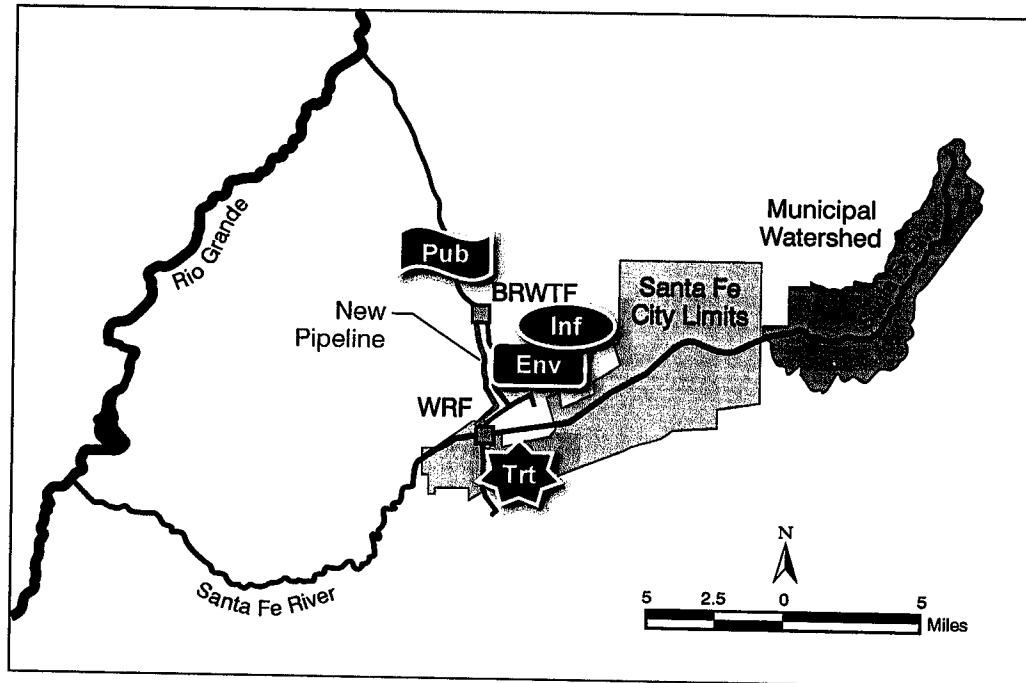 Rio Grande
Pub
BRWTF
Inf
New
Pipeline
Env
WRF
Trt
Santa Fe
City Limits
Municipal
Watershed
Santa Fe River
N
5 2.5 0 5
Miles